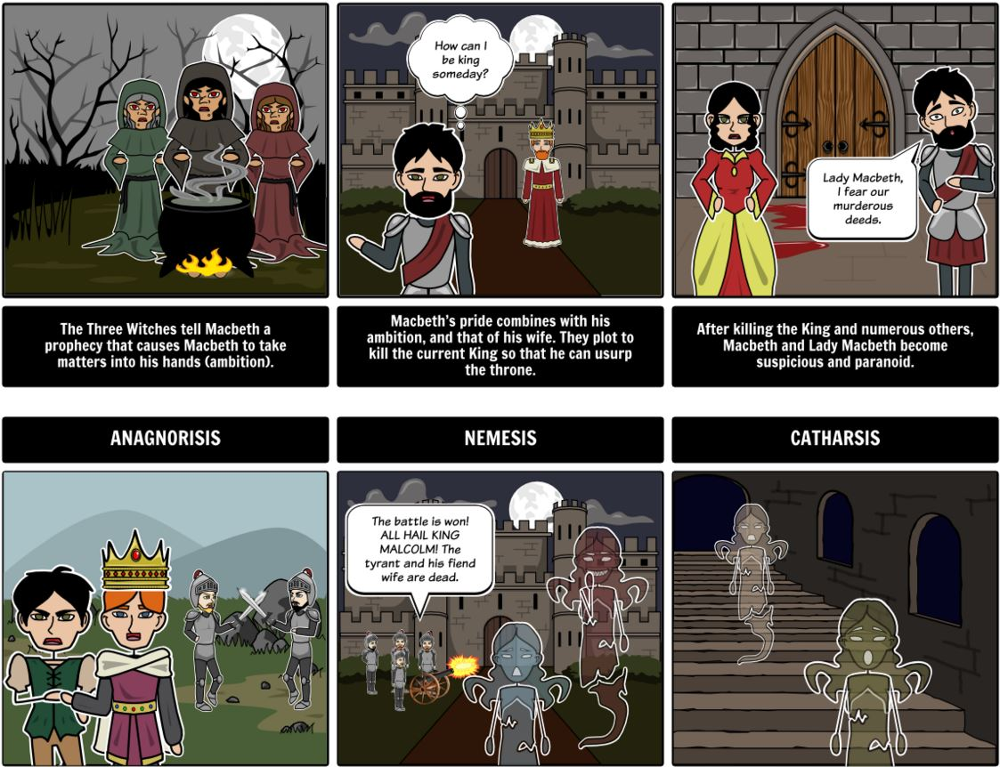 How can I
be king
someday?
Lady Macbeth,
I fear our
murderous
deeds.
The Three Witches tell Macbeth a
prophecy that causes Macbeth to take
matters into his hands (ambition).
Macbeth's pride combines with his
ambition, and that of his wife. They plot to
kill the current King so that he can usurp
the throne.
After killing the King and numerous others,
Macbeth and Lady Macbeth become
suspicious and paranoid.
ANAGNORISIS
NEMESIS
CATHARSIS
The battle is won!
ALL HAIL KING
MALCOLM! The
tyrant and his fiend
wife are dead.